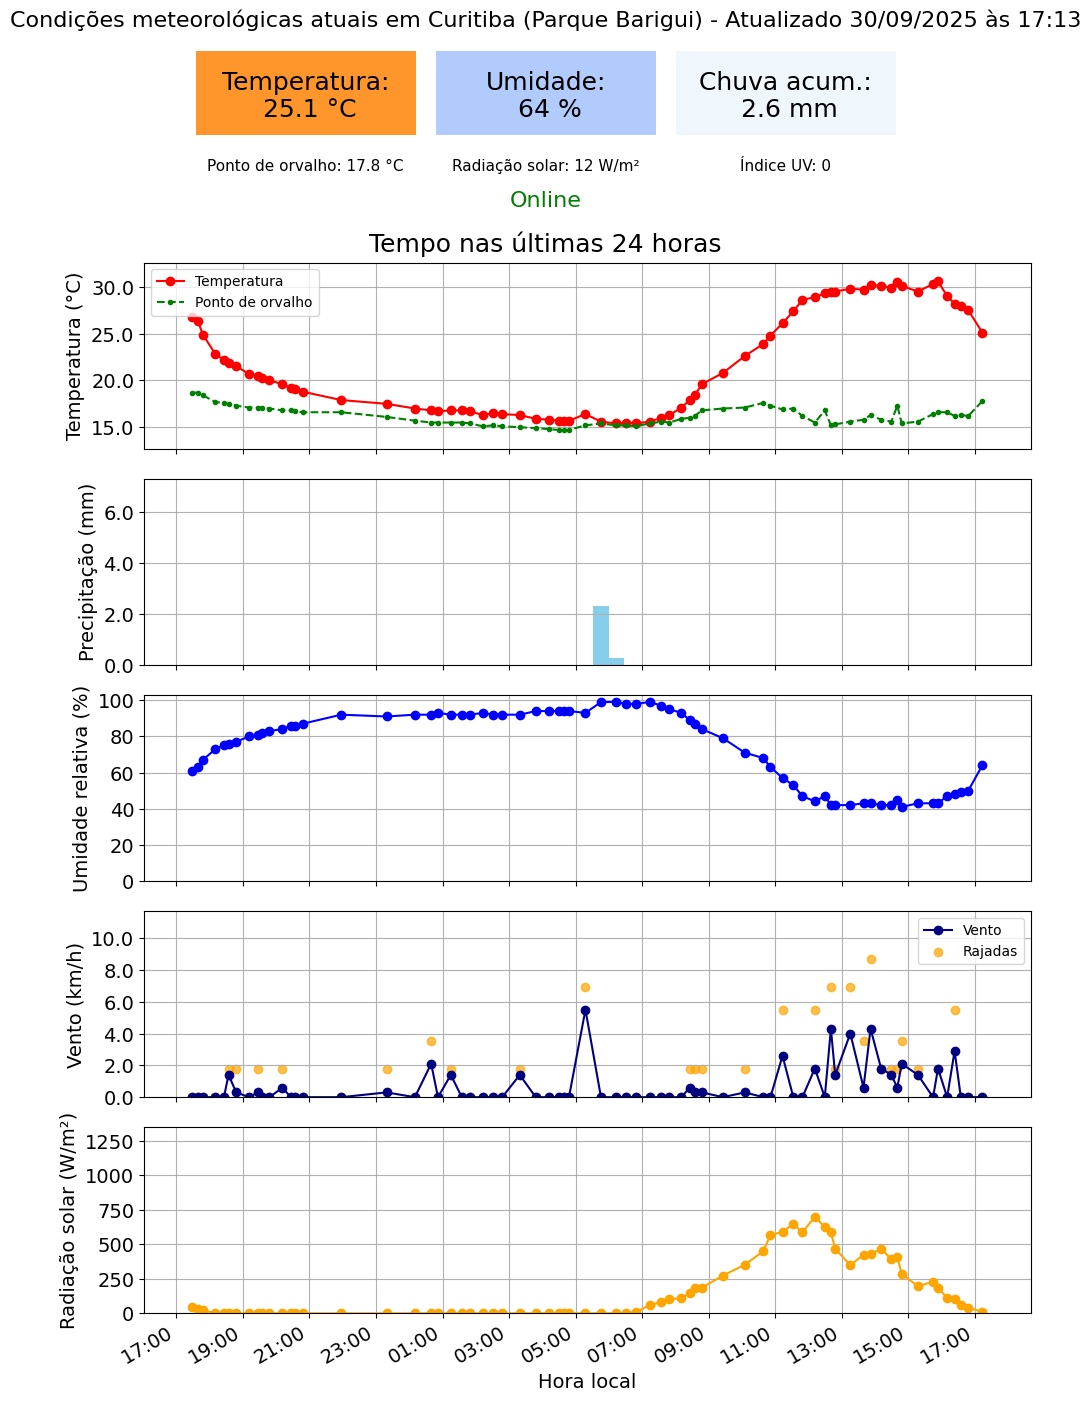 Condições meteorológicas atuais em Curitiba (Parque Barigui) - Atualizado 30/09/2025 às 17:13
Temperatura:
25.1 °C
Umidade:
64 %
Chuva acum.:
2.6 mm
Ponto de orvalho: 17.8 °C
Radiação solar: 12 W/m²
Índice UV: 0
Online
Tempo nas últimas 24 horas
Temperatura (°C)
30.0
25.0
20.0
15.0
Temperatura
Ponto de orvalho
Precipitação (mm)
6.0
4.0
2.0
0.0
Umidade relativa (%)
100
80
60
40
20
0
Vento (km/h)
10.0
8.0
6.0
4.0
2.0
0.0
Vento
Rajadas
Radiação solar (W/m²)
1250
1000
750
500
250
0
17:00
19:00
21:00
23:00
01:00
03:00
05:00
07:00
09:00
11:00
13:00
15:00
17:00
Hora local